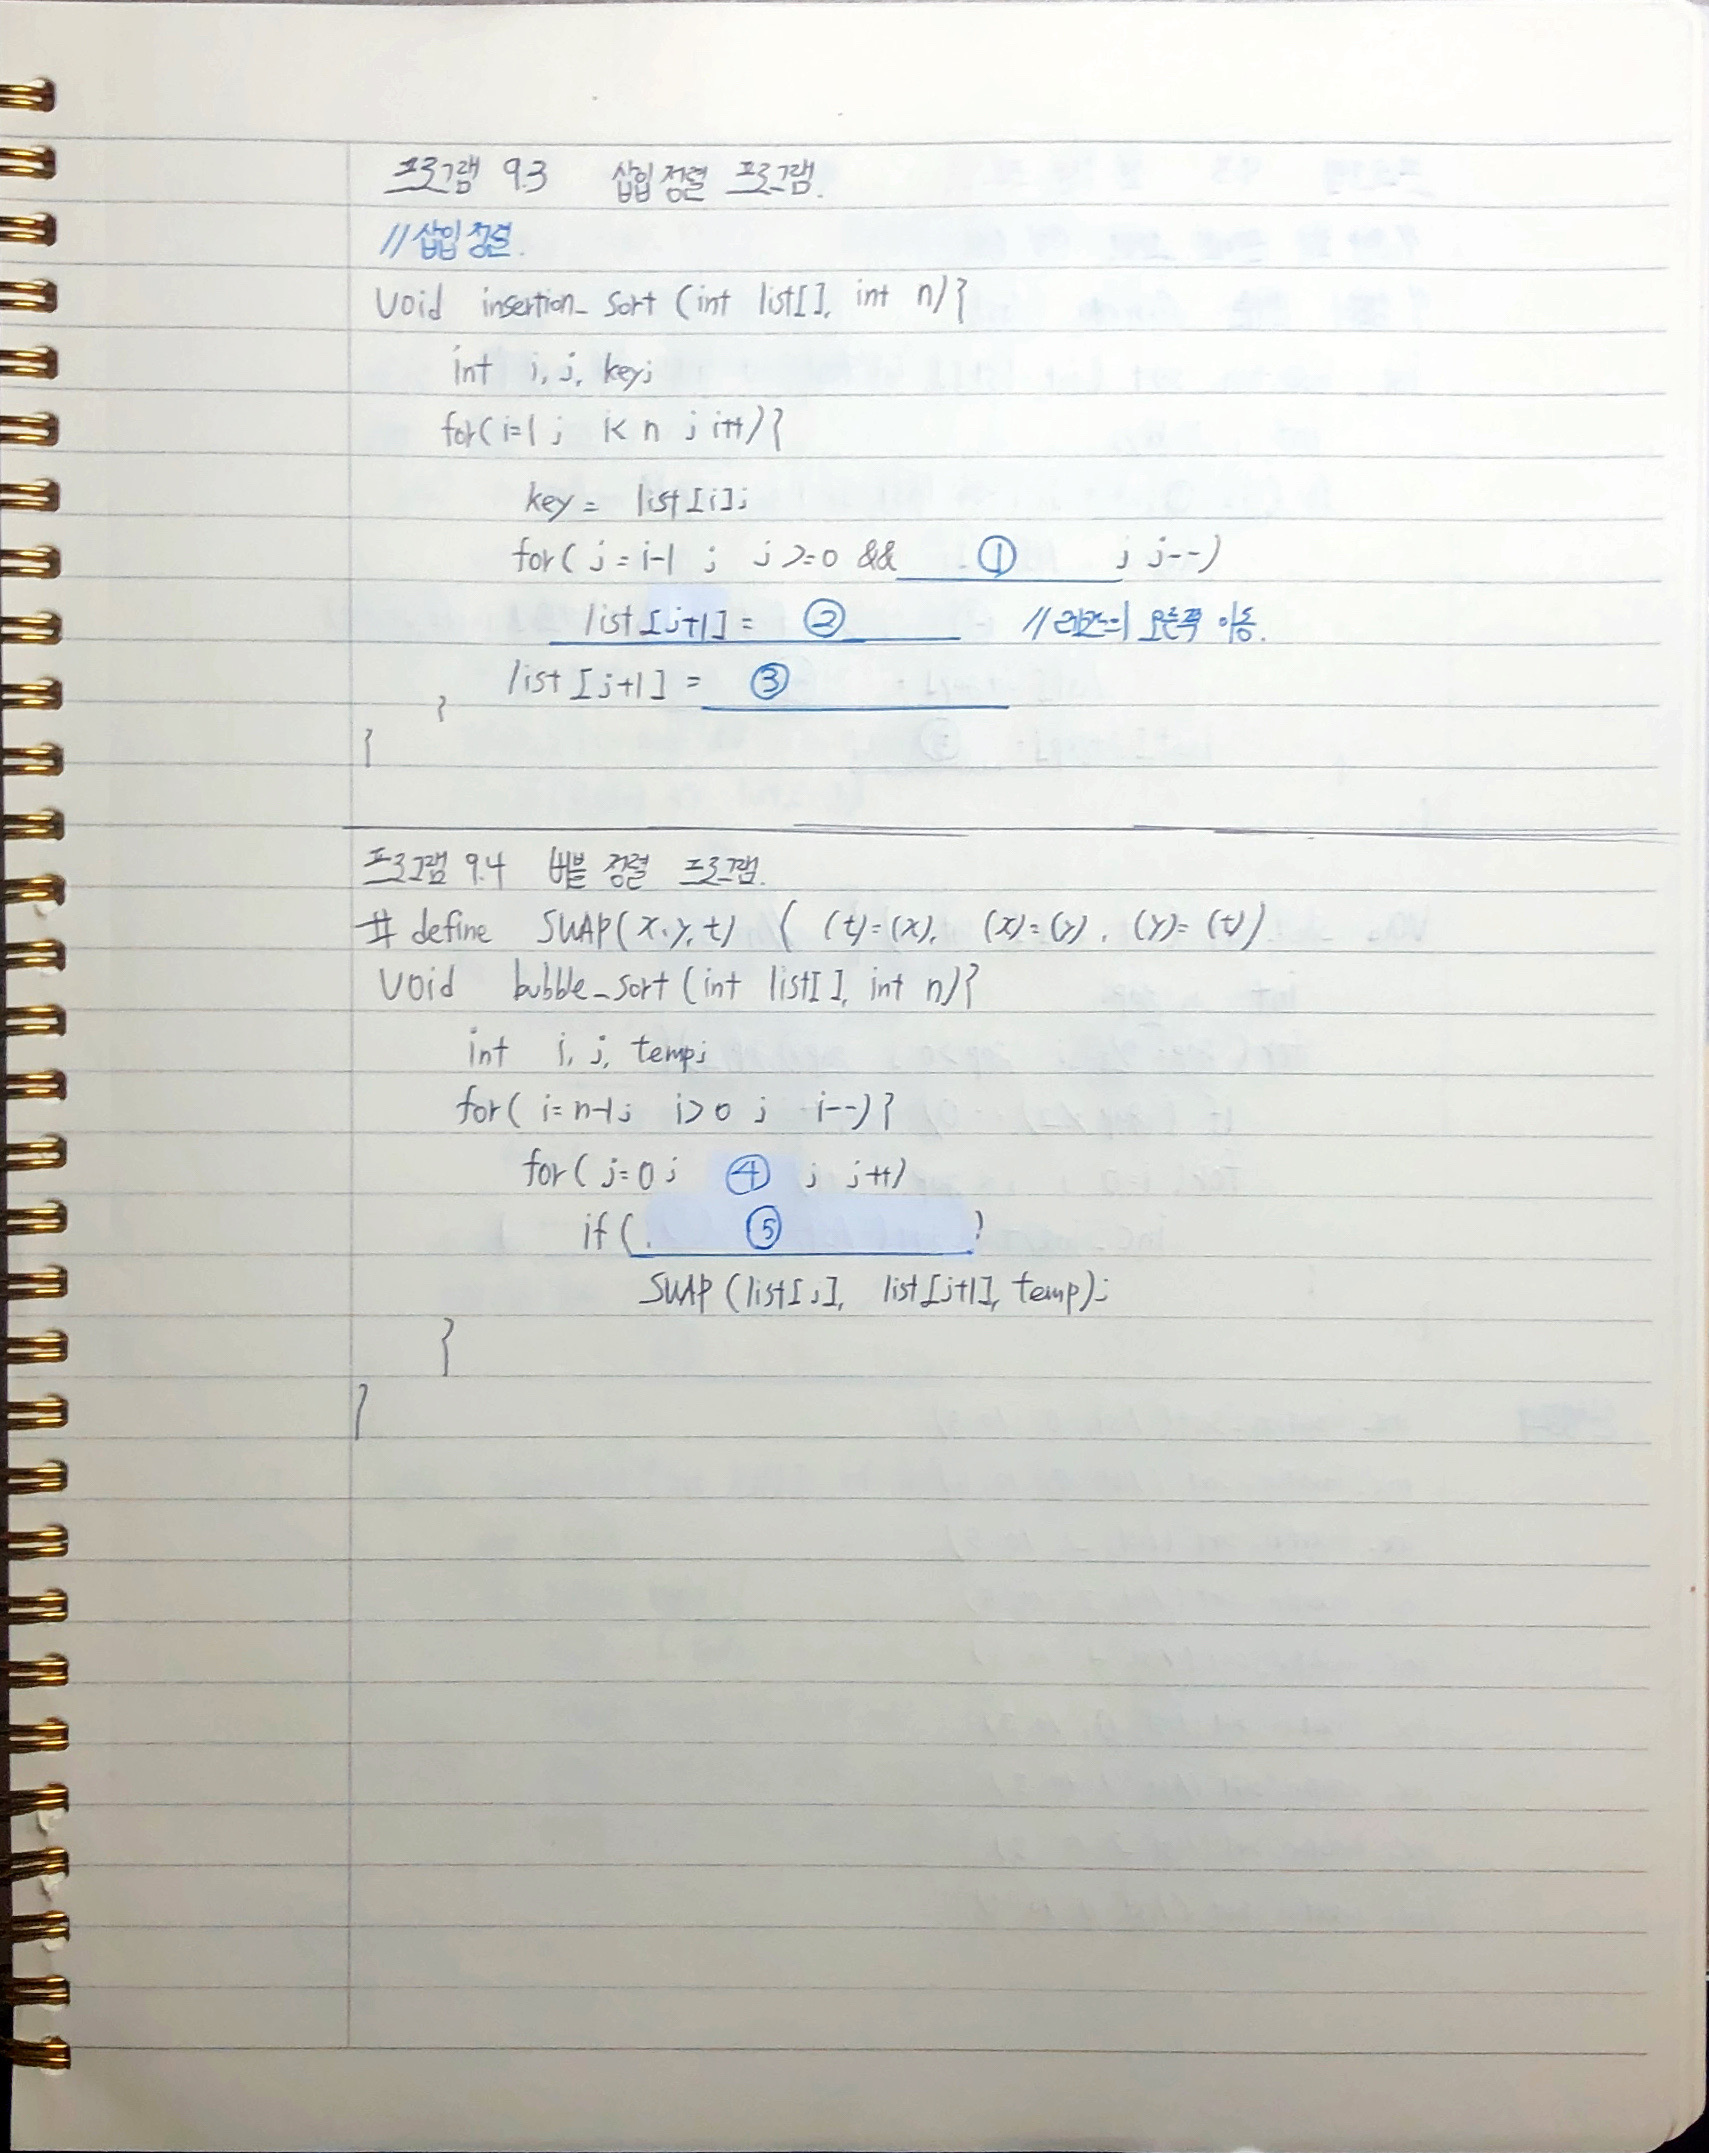 프로그램 9.3 삽입 정렬 프로그램.
//삽입 정렬.
void insertion_sort (int list[], int n){
int i, j, key;
for(i=1; i<n; i++){
key = list[i];
for( j=i-1 ; j>=0 && ① ; j--)
list[j+1] = ② //레코드의 오른쪽 이동.
list[j+1] = ③
}
}
프로그램 9.4 버블 정렬 프로그램.
# define SWAP(x,y,t) ( (t)=(x), (x)=(y), (y)=(t)
void bubble_sort (int list[], int n){
int i, j, temp;
for( i=n-1; i>0 ; i--){
for( j=0; ④ ; j++)
if( ⑤ )
SWAP (list[j], list[j+1], temp);
}
}